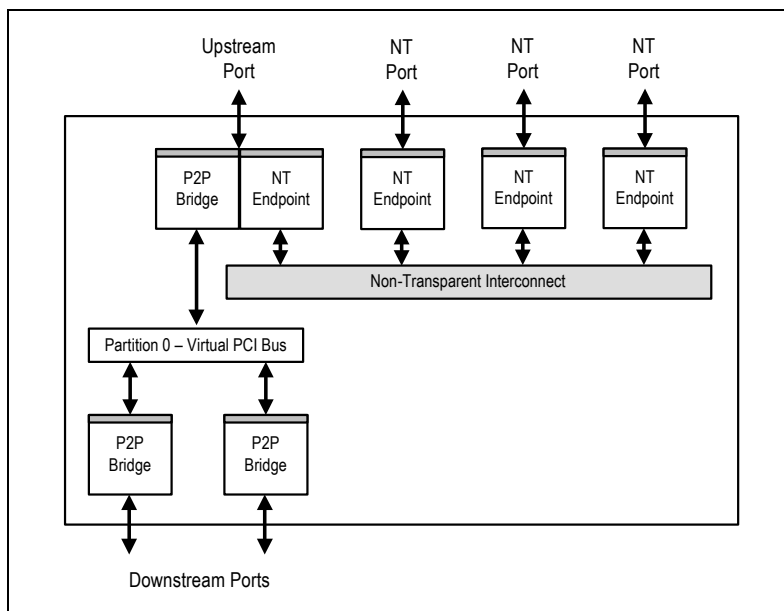 Upstream
Port
NT
Port
NT
Port
NT
Port
P2P
Bridge
NT
Endpoint
NT
Endpoint
NT
Endpoint
NT
Endpoint
Non-Transparent Interconnect
Partition 0 – Virtual PCI Bus
P2P
Bridge
P2P
Bridge
Downstream Ports